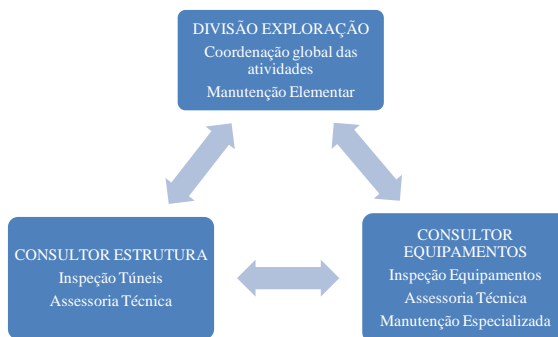 DIVISÃO EXPLORAÇÃO
Coordenação global das
atividades
Manutenção Elementar
CONSULTOR ESTRUTURA
Inspeção Túneis
Assessoria Técnica
CONSULTOR
EQUIPAMENTOS
Inspeção Equipamentos
Assessoria Técnica
Manutenção Especializada